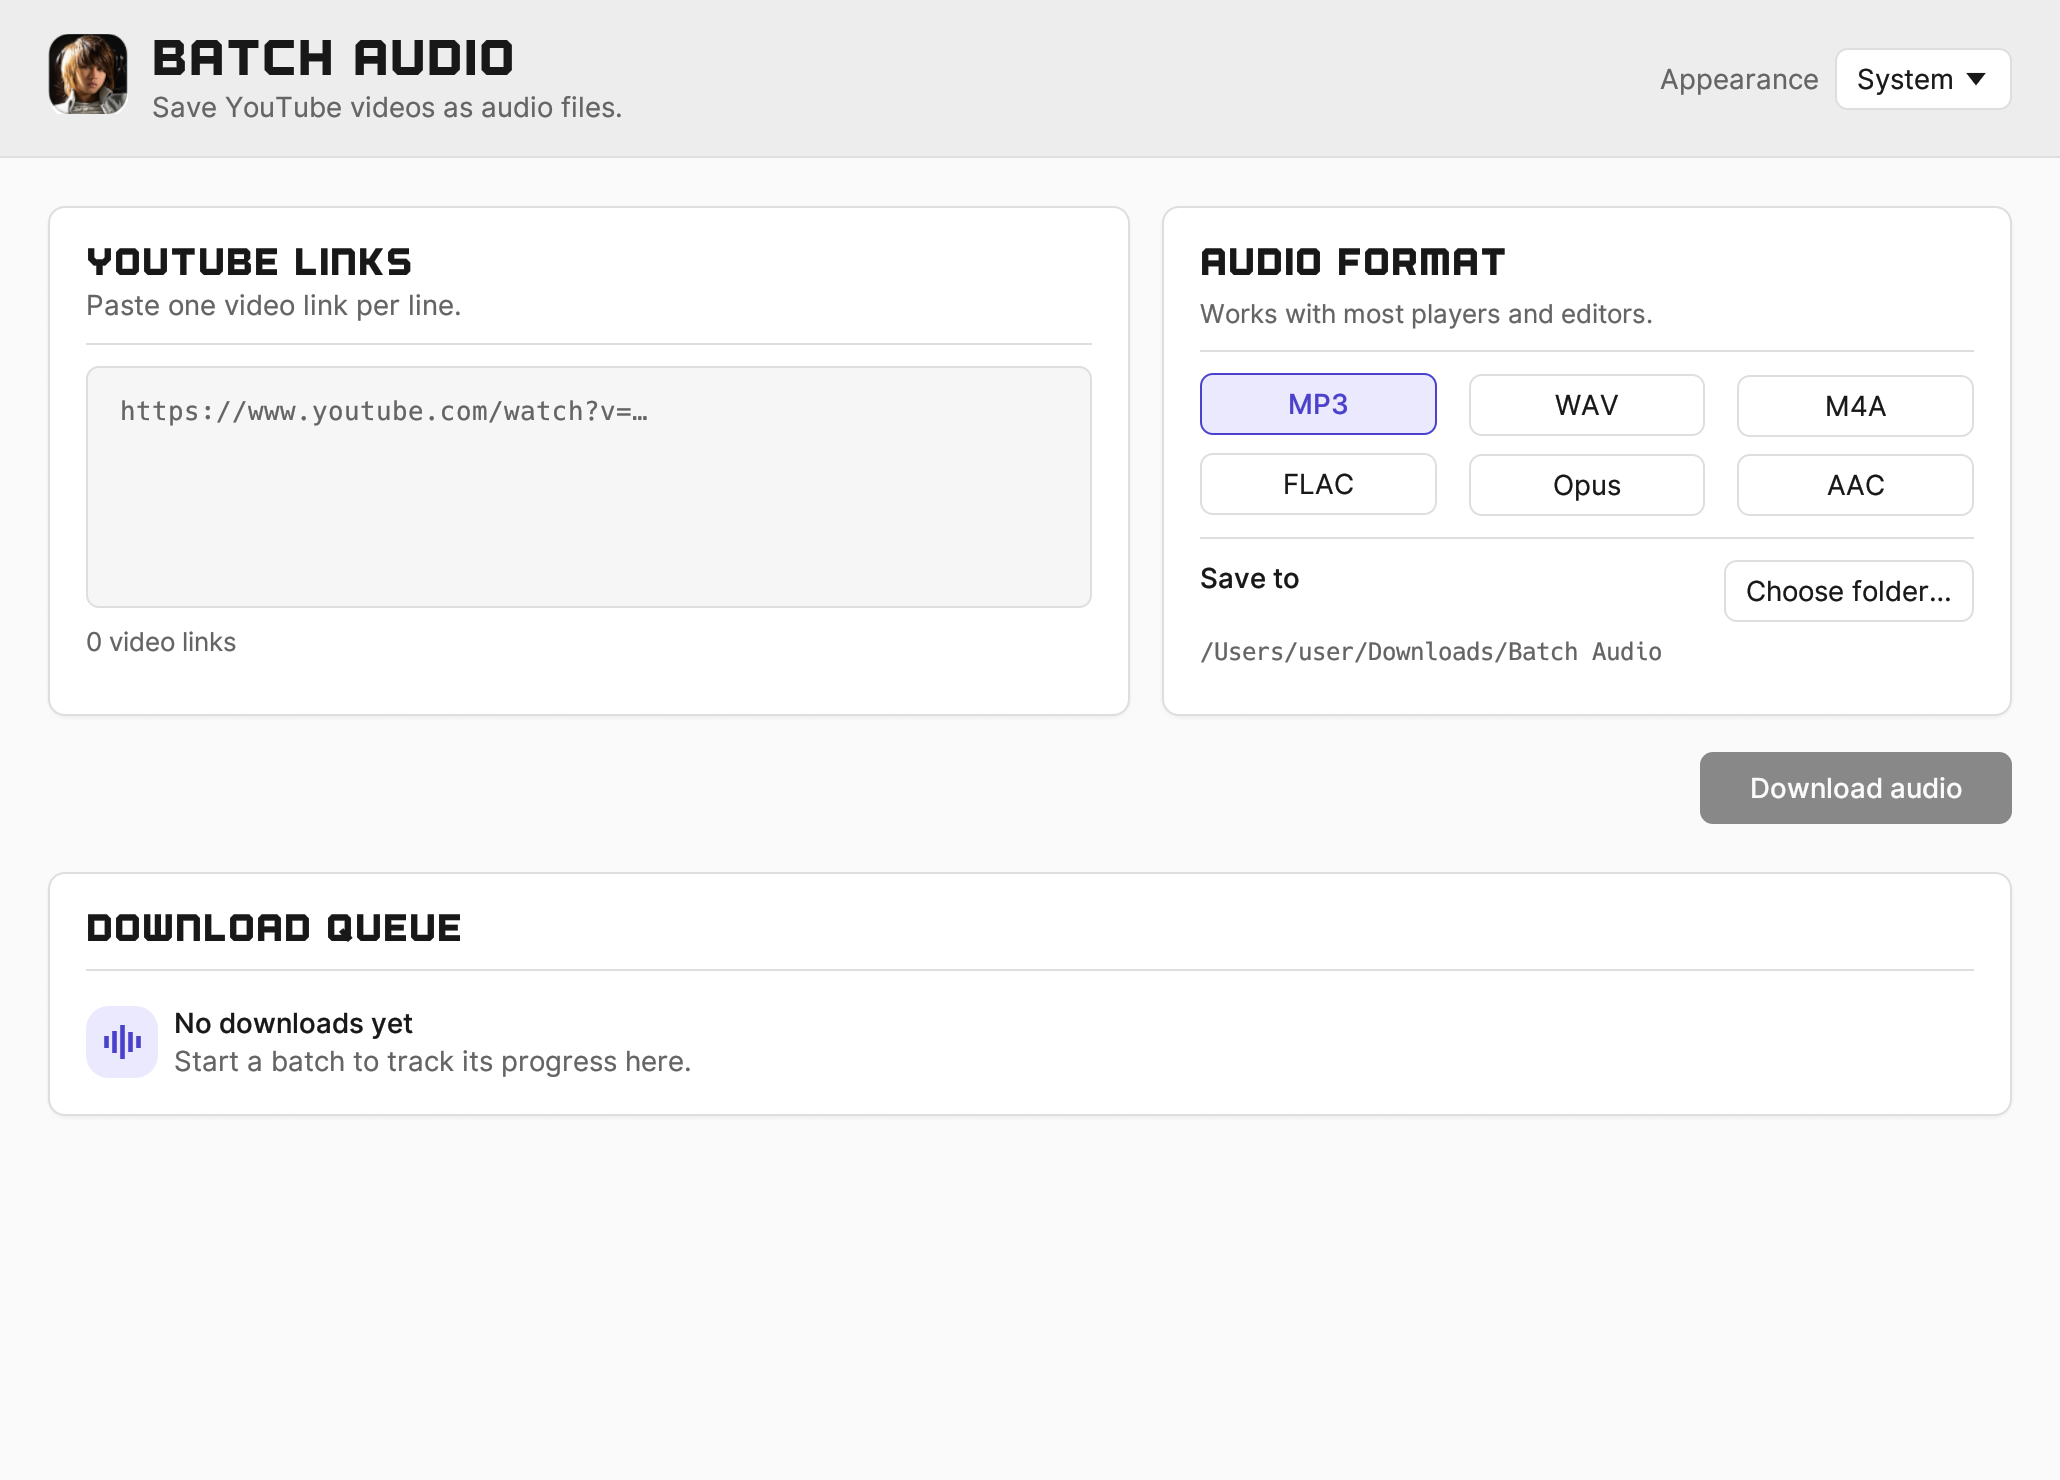 BATCH AUDIO
Save YouTube videos as audio files.
Appearance
System
YOUTUBE LINKS
Paste one video link per line.
https://www.youtube.com/watch?v=…
0 video links
AUDIO FORMAT
Works with most players and editors.
MP3
WAV
M4A
FLAC
Opus
AAC
Save to
Choose folder...
/Users/user/Downloads/Batch Audio
Download audio
DOWNLOAD QUEUE
No downloads yet
Start a batch to track its progress here.